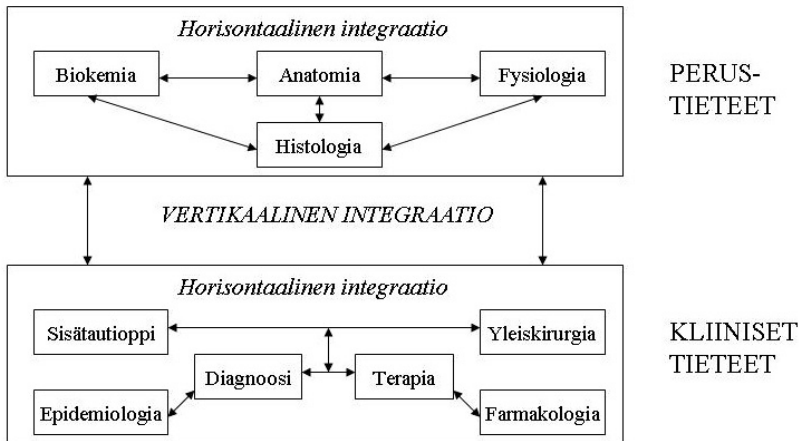 Horisontaalinen integraatio
Biokemia
Anatomia
Fysiologia
Histologia
PERUS-
TIETEET
VERTIKAALINEN INTEGRAATIO
Horisontaalinen integraatio
Sisätautioppi
Yleiskirurgia
Diagnoosi
Terapia
Epidemiologia
Farmakologia
KLIINISET
TIETEET